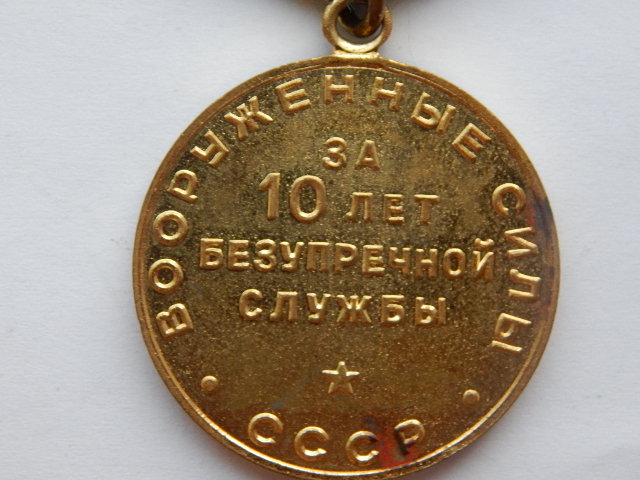 ВООРУЖЕННЫЕ СИЛЫ
ЗА
10 ЛЕТ
БЕЗУПРЕЧНОЙ
СЛУЖБЫ
СССР